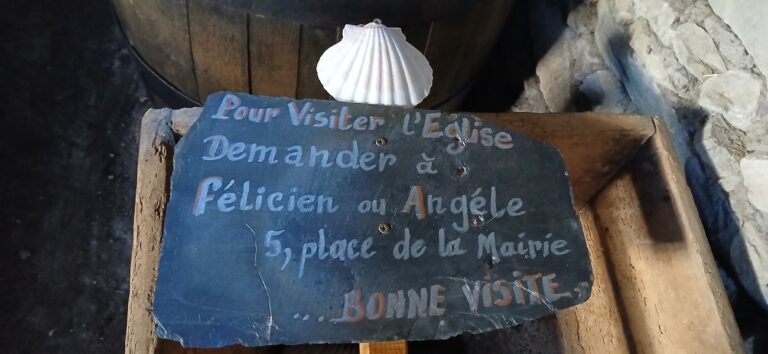 Pour Visiter l'Eglise
Demander à
Félicien ou Angéle
5, place de la Mairie
... BONNE VISITE..